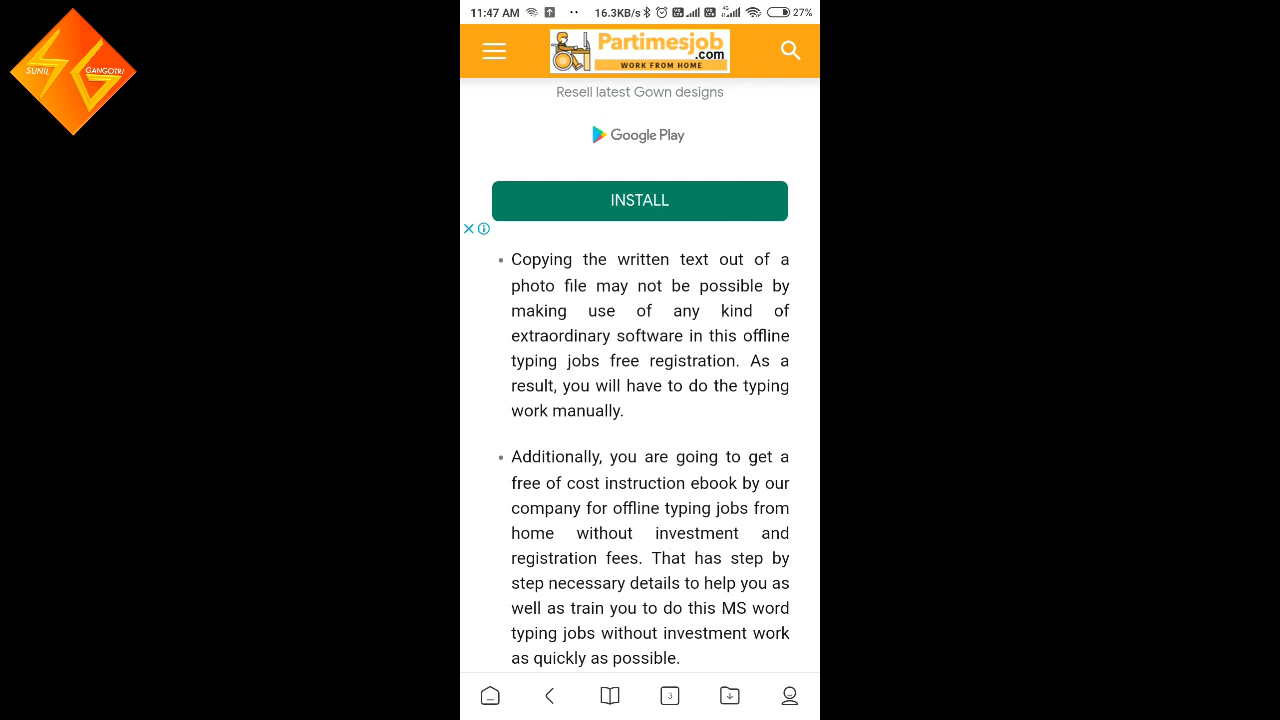 11:47 AM 16.3KB/s 4G 27%
SUNIL GANGOTRI
SG
Partimesjob
.com
WORK FROM HOME
Resell latest Gown designs
Google Play
INSTALL
Copying the written text out of a
photo file may not be possible by
making use of any kind of
extraordinary software in this offline
typing jobs free registration. As a
result, you will have to do the typing
work manually.
Additionally, you are going to get a
free of cost instruction ebook by our
company for offline typing jobs from
home without investment and
registration fees. That has step by
step necessary details to help you as
well as train you to do this MS word
typing jobs without investment work
as quickly as possible.
3